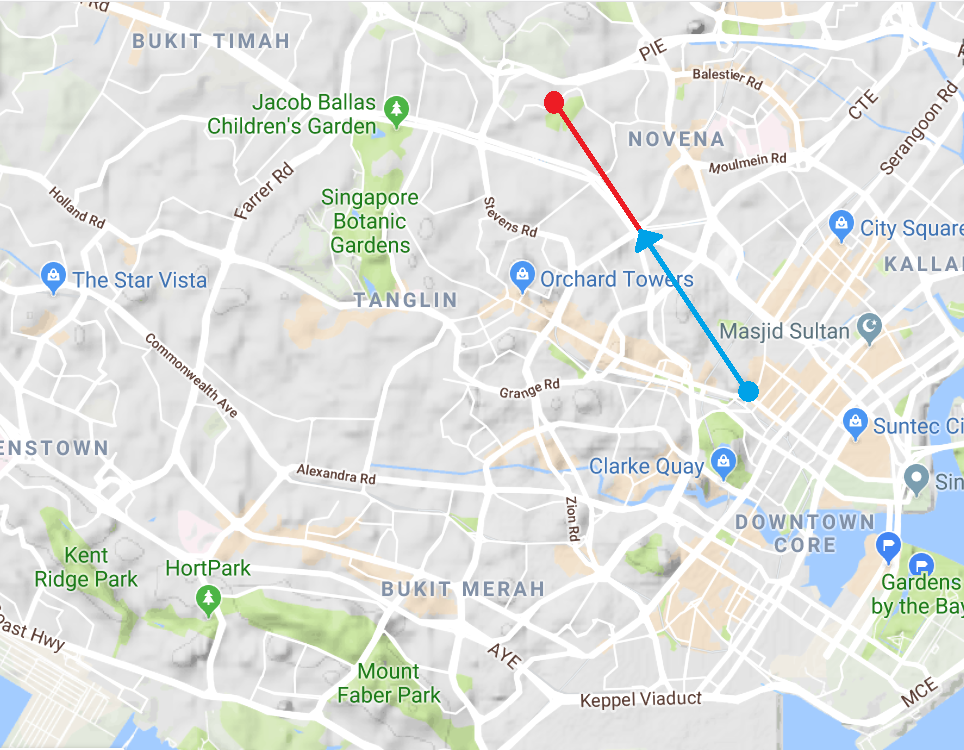 Rd
BUKIT TIMAH
PIE
Balestier Rd
Jacob Ballas
Children's Garden
CTE
Serangoon Rd
NOVENA
Moulmein Rd
Farrer Rd
Holland Rd
Singapore
Botanic
Gardens
Stevens Rd
City Square
KALLA
The Star Vista
Orchard Towers
TANGLIN
Masjid Sultan
Commonwealth Ave
Grange Rd
Suntec Ci
ENSTOWN
Clarke Quay
Alexandra Rd
Sin
Zion Rd
DOWNTOWN
CORE
Kent
Ridge Park
HortPark
BUKIT MERAH
Gardens
by the Bay
oast Hwy
AYE
Mount
Faber Park
Keppel Viaduct
MCE